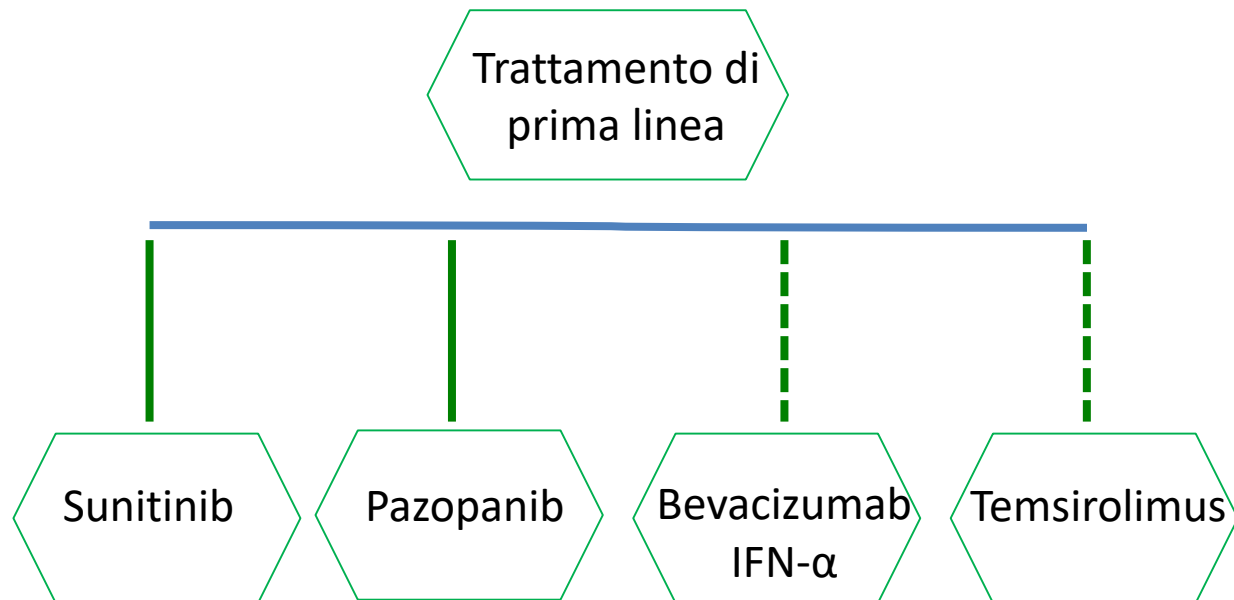 Trattamento di
prima linea
Sunitinib
Pazopanib
Bevacizumab
IFN-α
Temsirolimus